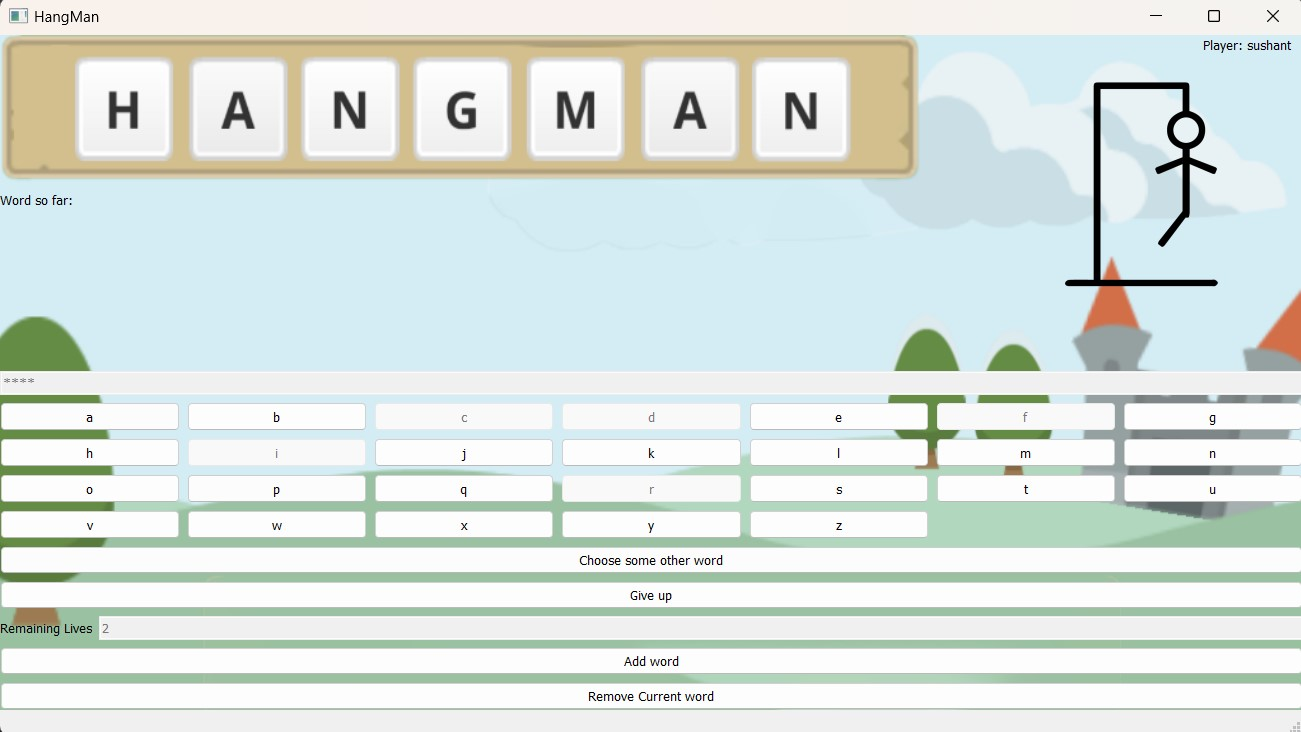 HangMan
Player: sushant
H A N G M A N
Word so far:
****
a b c d e f g
h i j k l m n
o p q r s t u
v w x y z
Choose some other word
Give up
Remaining Lives 2
Add word
Remove Current word